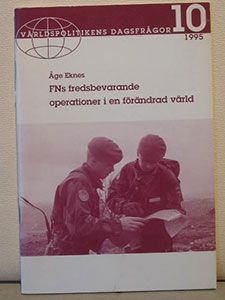 VÄRLDSPOLITIKENS DAGSFRÅGOR
10
1995
Åge Eknes
FNs fredsbevarande
operationer i en förändrad värld